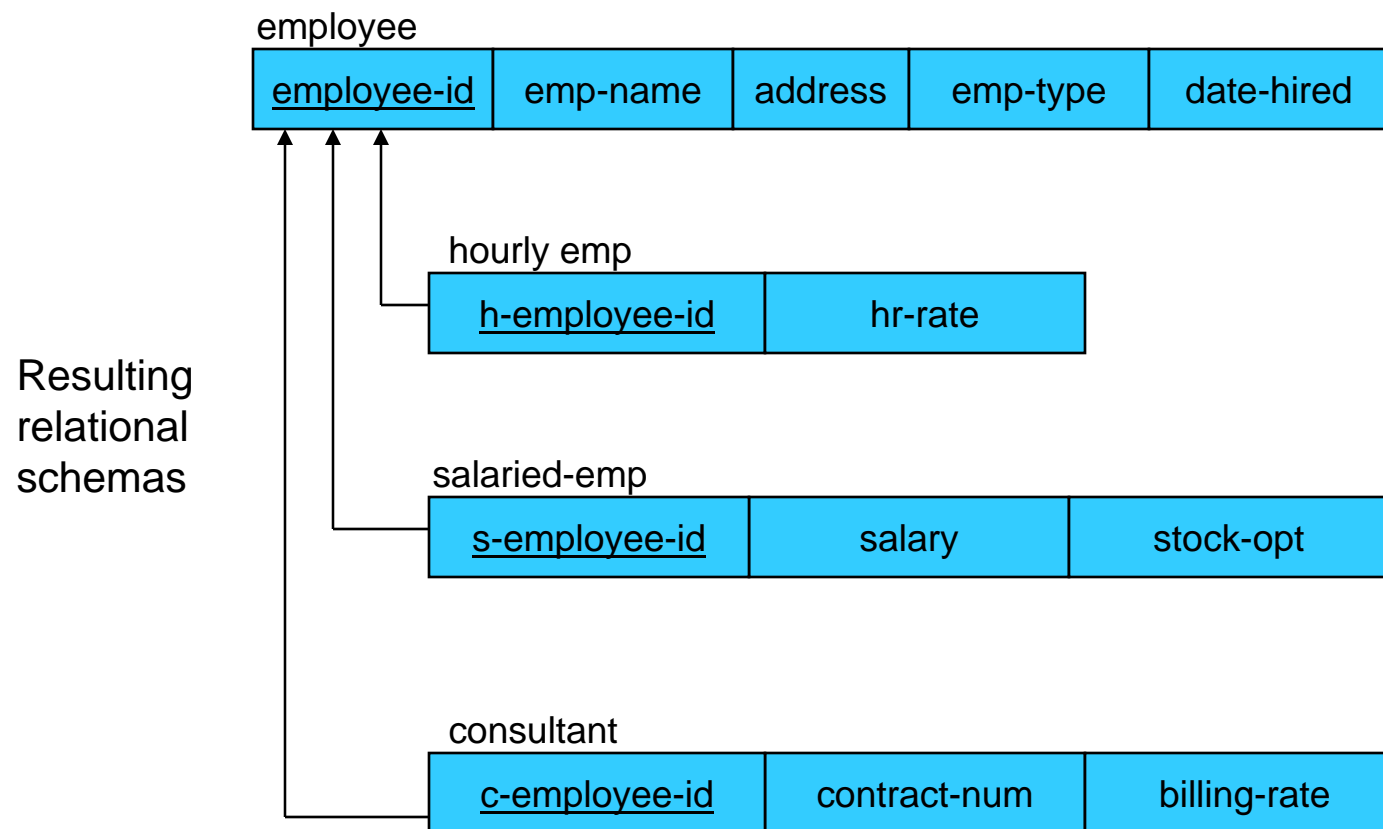 employee
employee-id emp-name address emp-type date-hired
hourly emp
h-employee-id hr-rate
Resulting
relational
schemas
salaried-emp
s-employee-id salary stock-opt
consultant
c-employee-id contract-num billing-rate